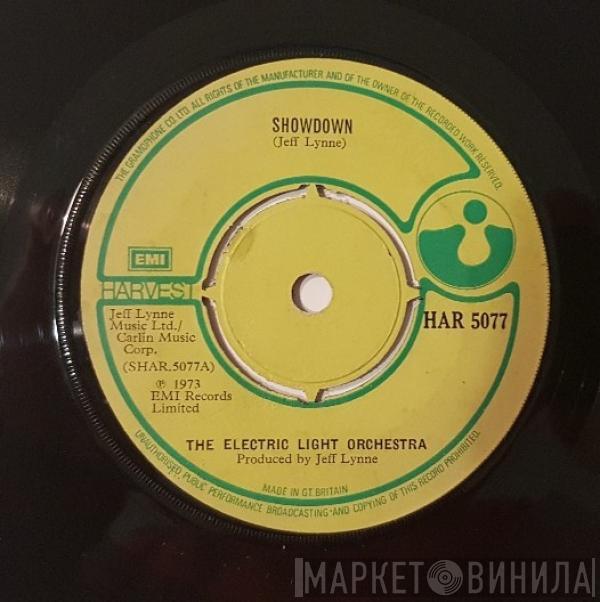 THE GRAMOPHONE CO. LTD. ALL RIGHTS OF THE MANUFACTURER AND OF THE OWNER OF THE RECORDED WORK RESERVED.
SHOWDOWN
(Jeff Lynne)
EMI
HARVEST
Jeff Lynne
Music Ltd./
Carlin Music
Corp.
(SHAR.5077A)
℗ 1973
EMI Records
Limited
HAR 5077
THE ELECTRIC LIGHT ORCHESTRA
Produced by Jeff Lynne
MADE IN GT. BRITAIN
UNAUTHORISED PUBLIC PERFORMANCE BROADCASTING AND COPYING OF THIS RECORD PROHIBITED.
МАРКЕТ ВИНИЛА